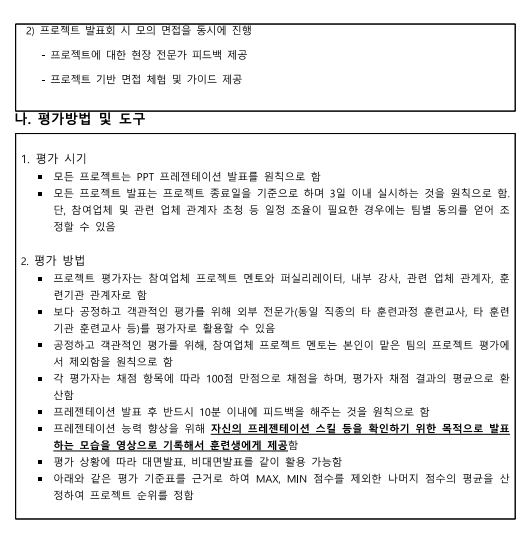 2) 프로젝트 발표회 시 모의 면접을 동시에 진행
- 프로젝트에 대한 현장 전문가 피드백 제공
- 프로젝트 기반 면접 체험 및 가이드 제공
나. 평가방법 및 도구
1. 평가 시기
▪ 모든 프로젝트는 PPT 프레젠테이션 발표를 원칙으로 함
▪ 모든 프로젝트 발표는 프로젝트 종료일을 기준으로 하며 3일 이내 실시하는 것을 원칙으로 함.
단, 참여업체 및 관련 업체 관계자 초청 등 일정 조율이 필요한 경우에는 팀별 동의를 얻어 조
정할 수 있음
2. 평가 방법
▪ 프로젝트 평가자는 참여업체 프로젝트 멘토와 퍼실리레이터, 내부 강사, 관련 업체 관계자, 훈
련기관 관계자로 함
▪ 보다 공정하고 객관적인 평가를 위해 외부 전문가(동일 직종의 타 훈련과정 훈련교사, 타 훈련
기관 훈련교사 등)를 평가자로 활용할 수 있음
▪ 공정하고 객관적인 평가를 위해, 참여업체 프로젝트 멘토는 본인이 맡은 팀의 프로젝트 평가에
서 제외함을 원칙으로 함
▪ 각 평가자는 채점 항목에 따라 100점 만점으로 채점을 하며, 평가자 채점 결과의 평균으로 환
산함
▪ 프레젠테이션 발표 후 반드시 10분 이내에 피드백을 해주는 것을 원칙으로 함
▪ 프레젠테이션 능력 향상을 위해 자신의 프레젠테이션 스킬 등을 확인하기 위한 목적으로 발표
하는 모습을 영상으로 기록해서 훈련생에게 제공함
▪ 평가 상황에 따라 대면발표, 비대면발표를 같이 활용 가능함
▪ 아래와 같은 평가 기준표를 근거로 하여 MAX, MIN 점수를 제외한 나머지 점수의 평균을 산
정하여 프로젝트 순위를 정함